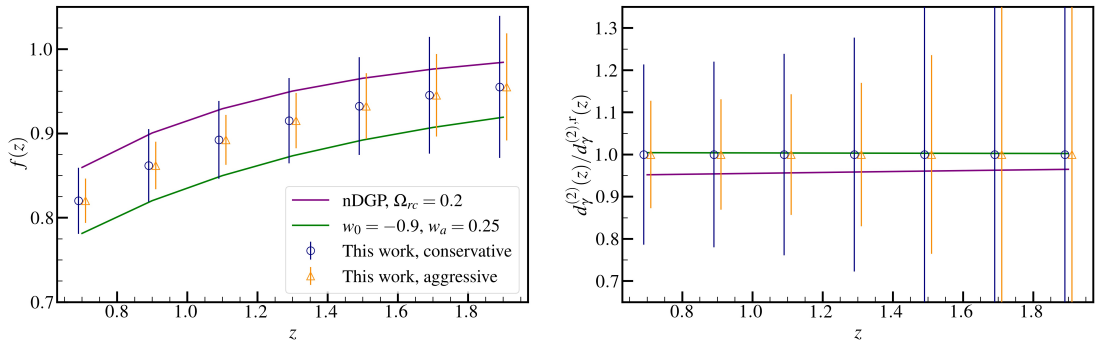 1.0
0.9
0.8
0.7
f(z)
0.8 1.0 1.2 1.4 1.6 1.8
z
nDGP, Ω_{rc} = 0.2
w_0 = −0.9, w_a = 0.25
This work, conservative
This work, aggressive
1.3
1.2
1.1
1.0
0.9
0.8
0.7
d_γ^{(2)}(z)/d_γ^{(2),r}(z)
0.8 1.0 1.2 1.4 1.6 1.8
z